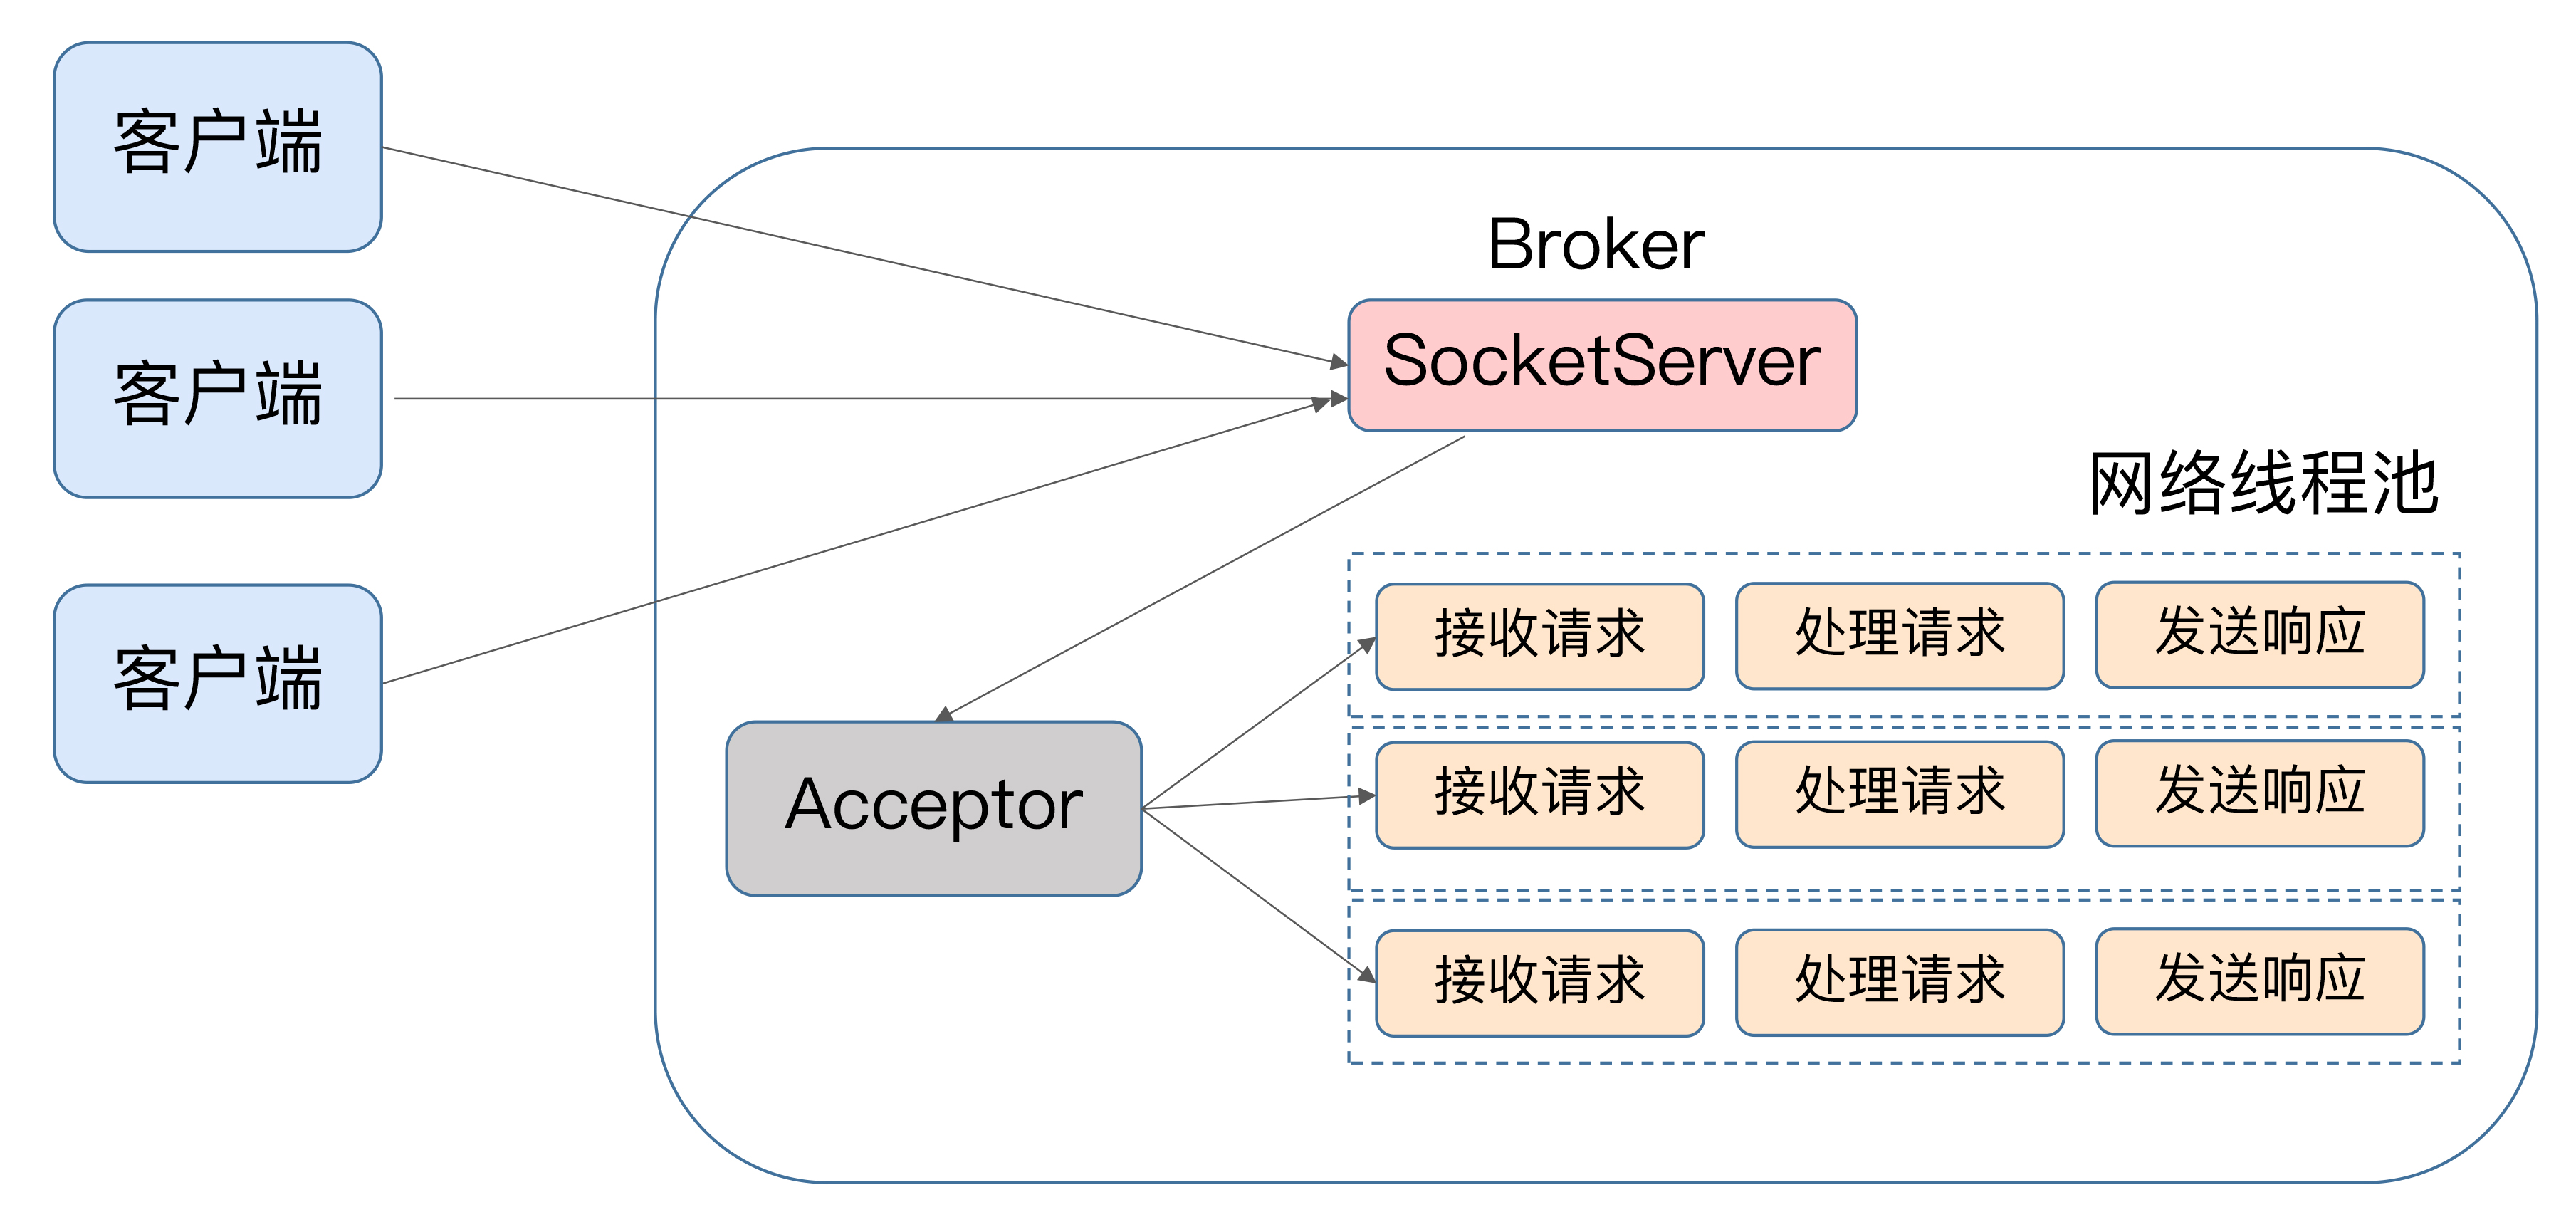 客户端
客户端
客户端
Broker
SocketServer
网络线程池
Acceptor
接收请求 处理请求 发送响应
接收请求 处理请求 发送响应
接收请求 处理请求 发送响应